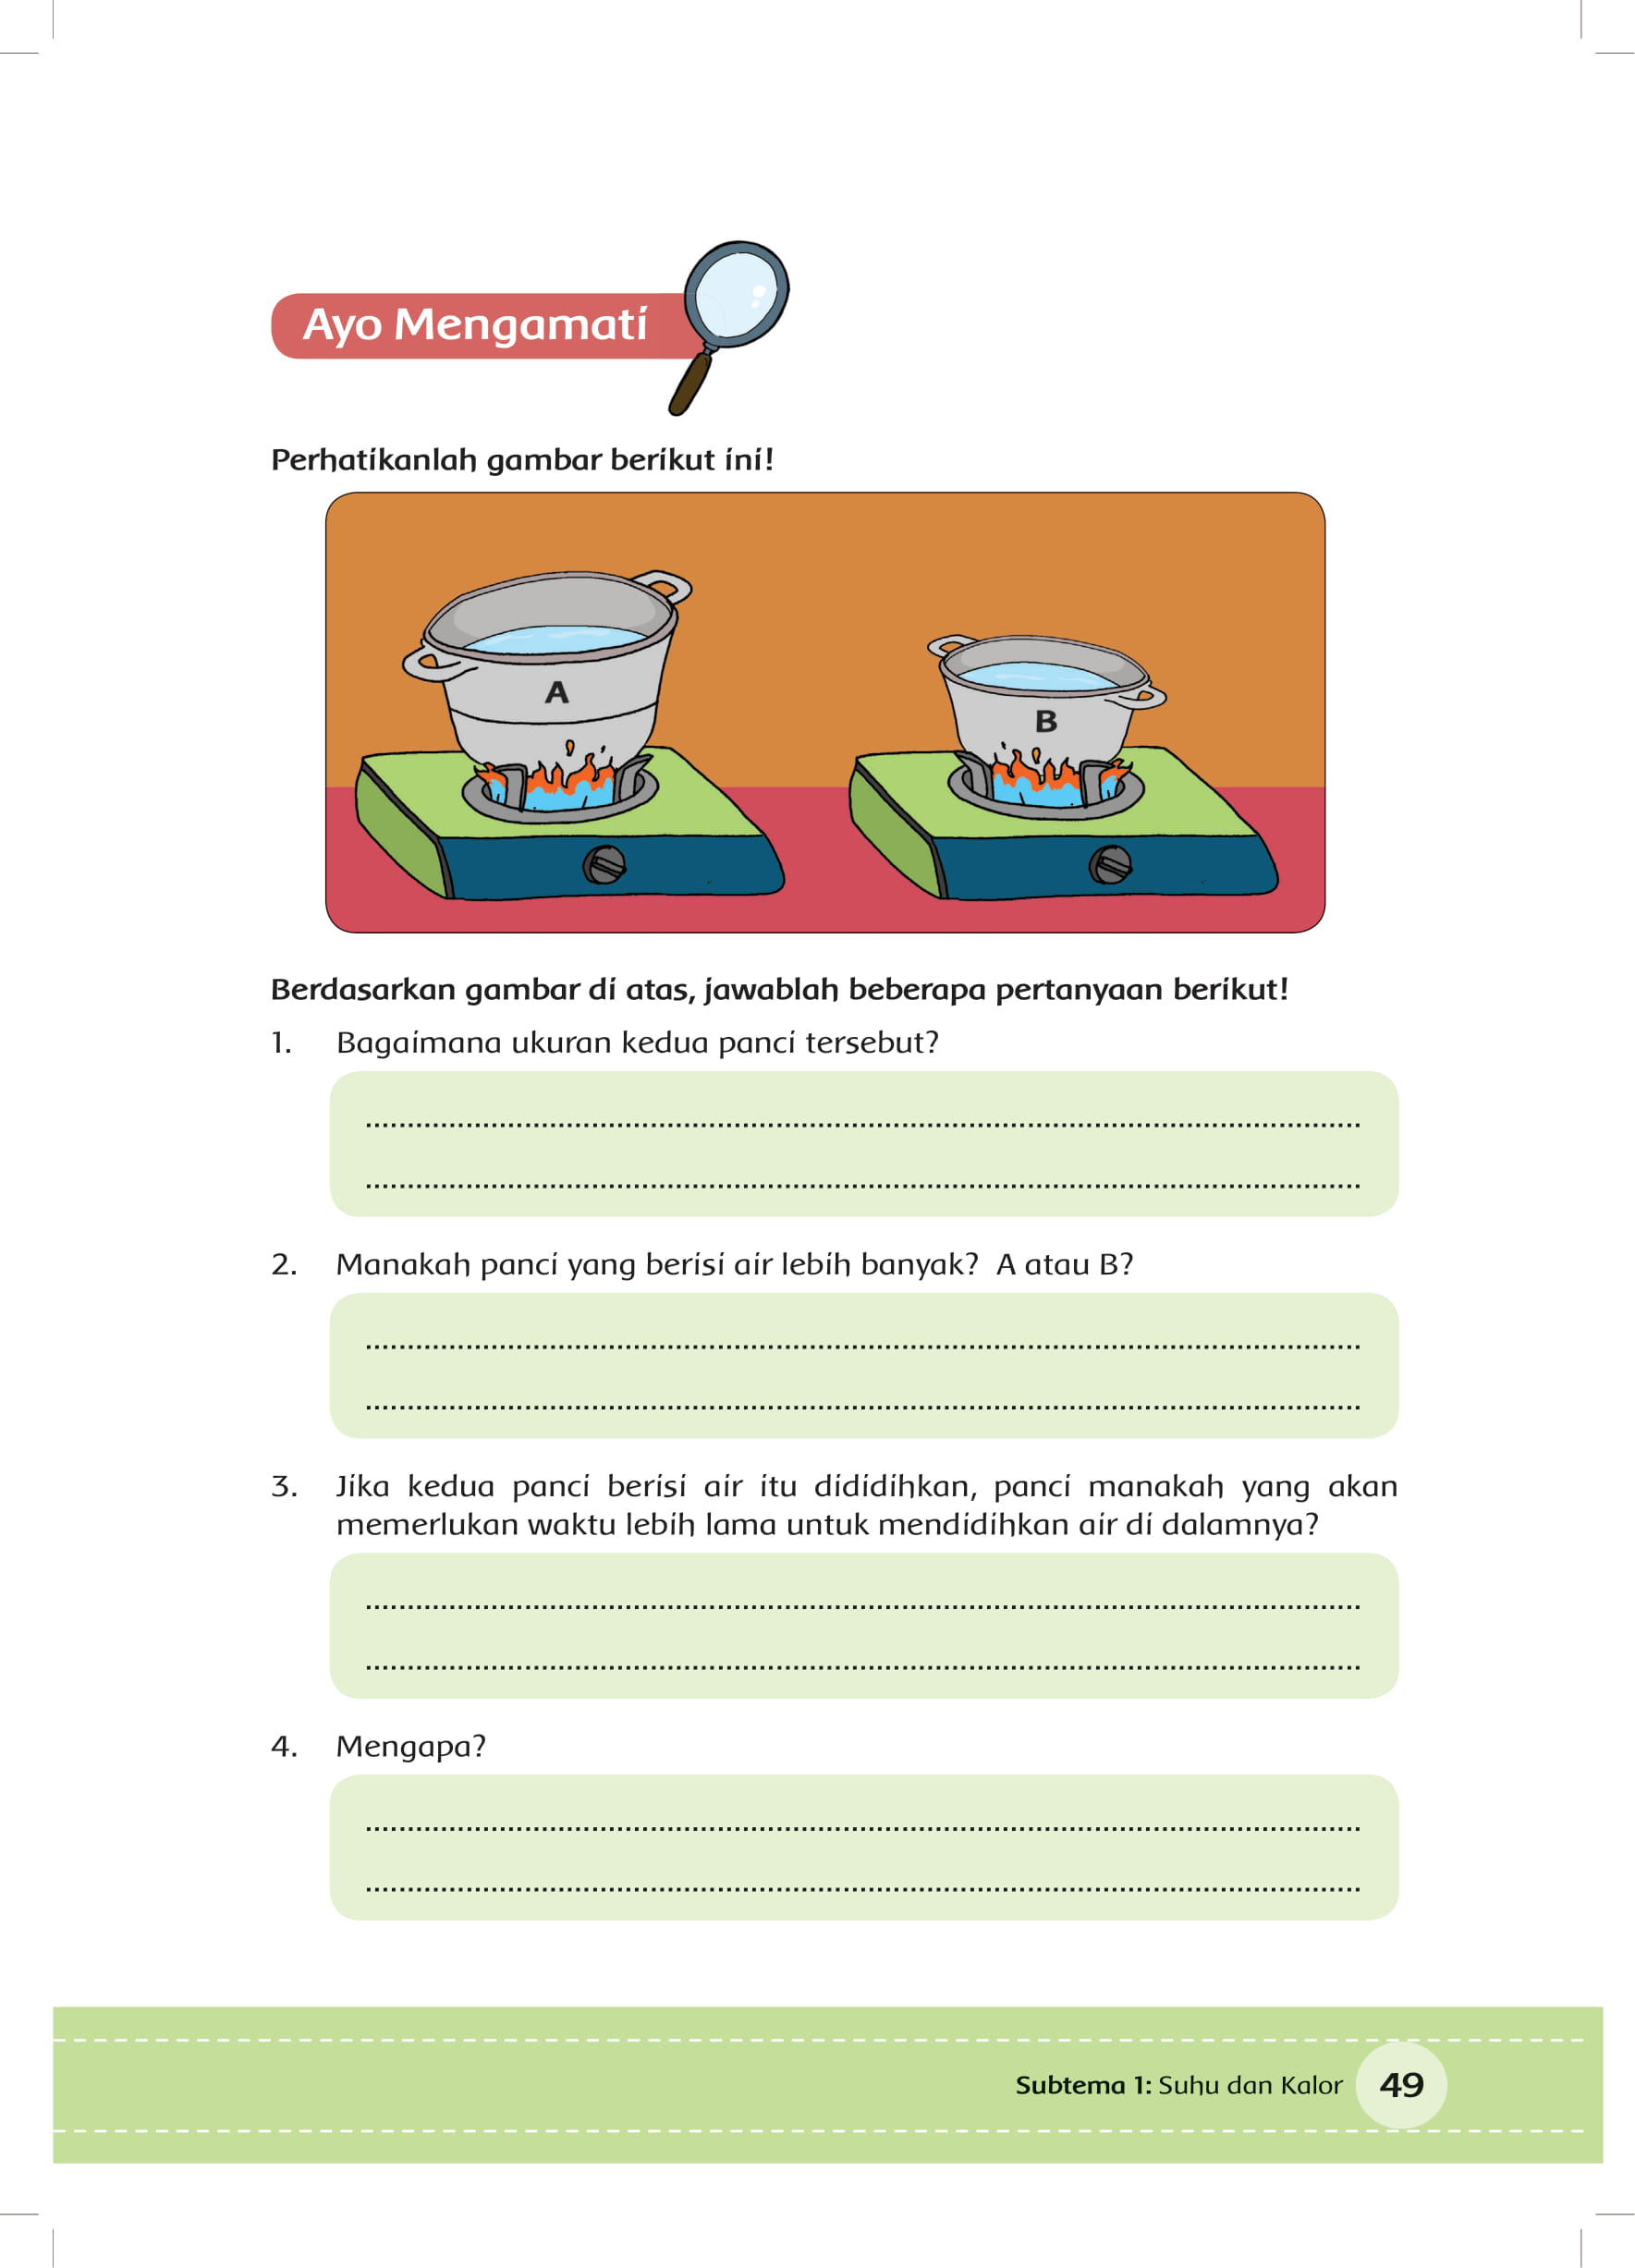 Ayo Mengamati
Perhatikanlah gambar berikut ini!
A
B
Berdasarkan gambar di atas, jawablah beberapa pertanyaan berikut!
1. Bagaimana ukuran kedua panci tersebut?
2. Manakah panci yang berisi air lebih banyak? A atau B?
3. Jika kedua panci berisi air itu dididihkan, panci manakah yang akan
memerlukan waktu lebih lama untuk mendidihkan air di dalamnya?
4. Mengapa?
Subtema 1: Suhu dan Kalor 49